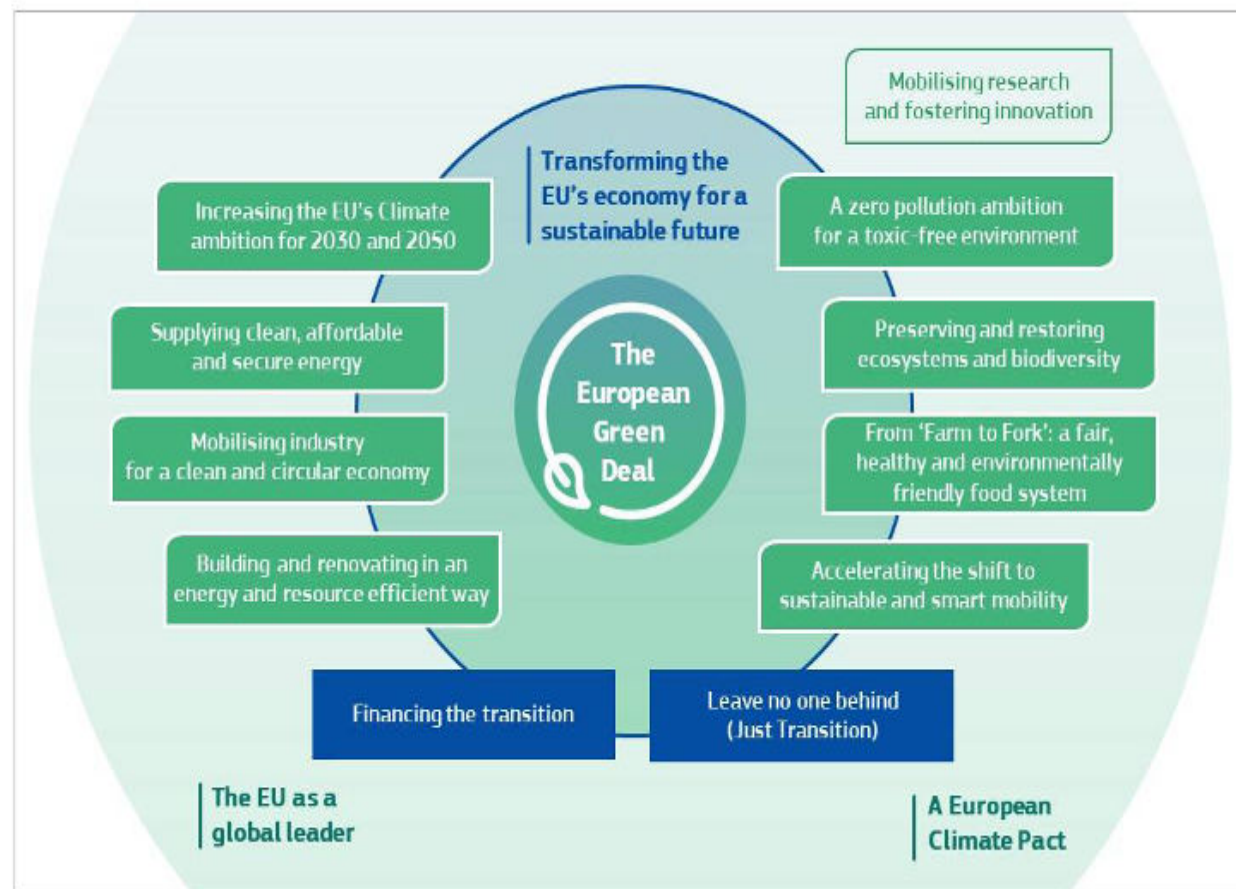 Mobilising research
and fostering innovation
Transforming the
EU's economy for a
sustainable future
Increasing the EU's Climate
ambition for 2030 and 2050
A zero pollution ambition
for a toxic-free environment
Supplying clean, affordable
and secure energy
Preserving and restoring
ecosystems and biodiversity
The
European
Green
Deal
Mobilising industry
for a clean and circular economy
From ‘Farm to Fork’: a fair,
healthy and environmentally
friendly food system
Building and renovating in an
energy and resource efficient way
Accelerating the shift to
sustainable and smart mobility
Financing the transition
Leave no one behind
(Just Transition)
The EU as a
global leader
A European
Climate Pact